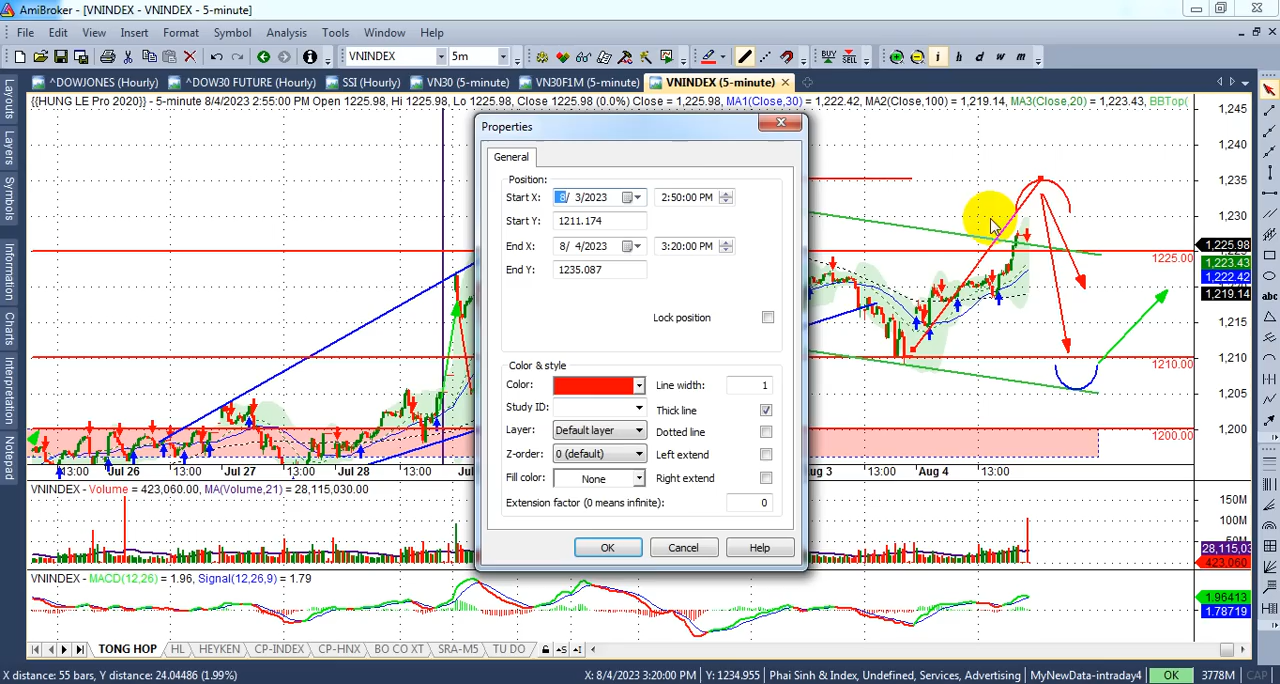 AmiBroker - [VNINDEX - VNINDEX - 5-minute]
File Edit View Insert Format Symbol Analysis Tools Window Help
VNINDEX 5m BUY SELL i h d w m
^DOWJONES (Hourly) ^DOW30 FUTURE (Hourly) SSI (Hourly) VN30 (5-minute) VN30F1M (5-minute) VNINDEX (5-minute)
{{HUNG LE Pro 2020}} - 5-minute 8/4/2023 2:55:00 PM Open 1225.98, Hi 1225.98, Lo 1225.98, Close 1225.98 (0.0%) Close = 1,225.98, MA1(Close,30) = 1,222.42, MA2(Close,100) = 1,219.14, MA3(Close,20) = 1,223.43, BBTop(
Layouts
Layers
Symbols
Information
Charts
Interpretation
Notepad
Properties
General
Position:
Start X: 8/ 3/2023 2:50:00 PM
Start Y: 1211.174
End X: 8/ 4/2023 3:20:00 PM
End Y: 1235.087
Lock position
Color & style
Color: Line width: 1
Study ID: Thick line
Layer: Default layer Dotted line
Z-order: 0 (default) Left extend
Fill color: None Right extend
Extension factor (0 means infinite): 0
OK Cancel Help
1,245
1,240
1,235
1,230
1,225.98
1225.00
1,223.43
1,222.42
1,219.14
1,215
1,210
1210.00
1,205
1,200
1200.00
abc
13:00 Jul 26 13:00 Jul 27 13:00 Jul 28 13:00 Aug 3 13:00 Aug 4 13:00
VNINDEX - Volume = 423,060.00, MA(Volume,21) = 28,115,030.00
150M
100M
28,115,03
423,060
VNINDEX - MACD(12,26) = 1.96, Signal(12,26,9) = 1.79
1.96413
1.78719
TONG HOP HL HEYKEN CP-INDEX CP-HNX BO CO XT SRA-M5 TU DO
X distance: 55 bars, Y distance: 24.04486 (1.99%) X: 8/4/2023 3:20:00 PM Y: 1234.955 Phai Sinh & Index, Undefined, Services, Advertising MyNewData-intraday4 OK 3778M CAP